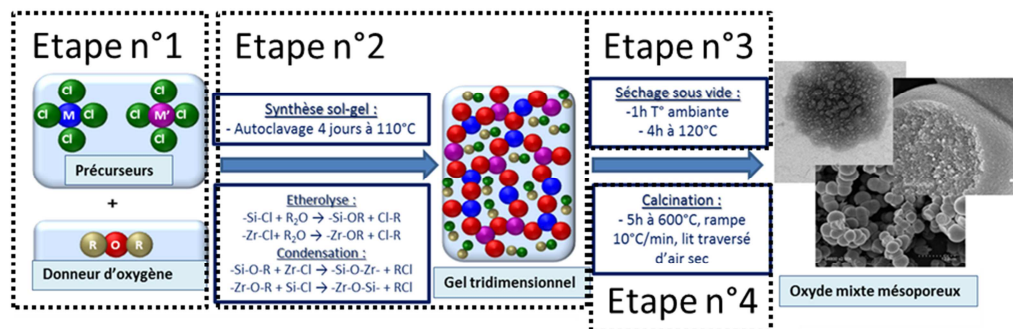 Etape n°1
Cl
Cl
Cl
M
Cl
Cl
M'
Cl
Cl
Cl
Précurseurs
+
R O R
Donneur d'oxygène
Etape n°2
Synthèse sol-gel :
- Autoclavage 4 jours à 110°C
Etherolyse :
-Si-Cl + R₂O → -Si-OR + Cl-R
-Zr-Cl+ R₂O → -Zr-OR + Cl-R
Condensation :
-Si-O-R + Zr-Cl → -Si-O-Zr- + RCl
-Zr-O-R + Si-Cl → -Zr-O-Si- + RCl
Gel tridimensionnel
Etape n°3
Séchage sous vide :
-1h T° ambiante
- 4h à 120°C
Calcination :
- 5h à 600°C, rampe
10°C/min, lit traversé
d'air sec
Etape n°4
Oxyde mixte mésoporeux